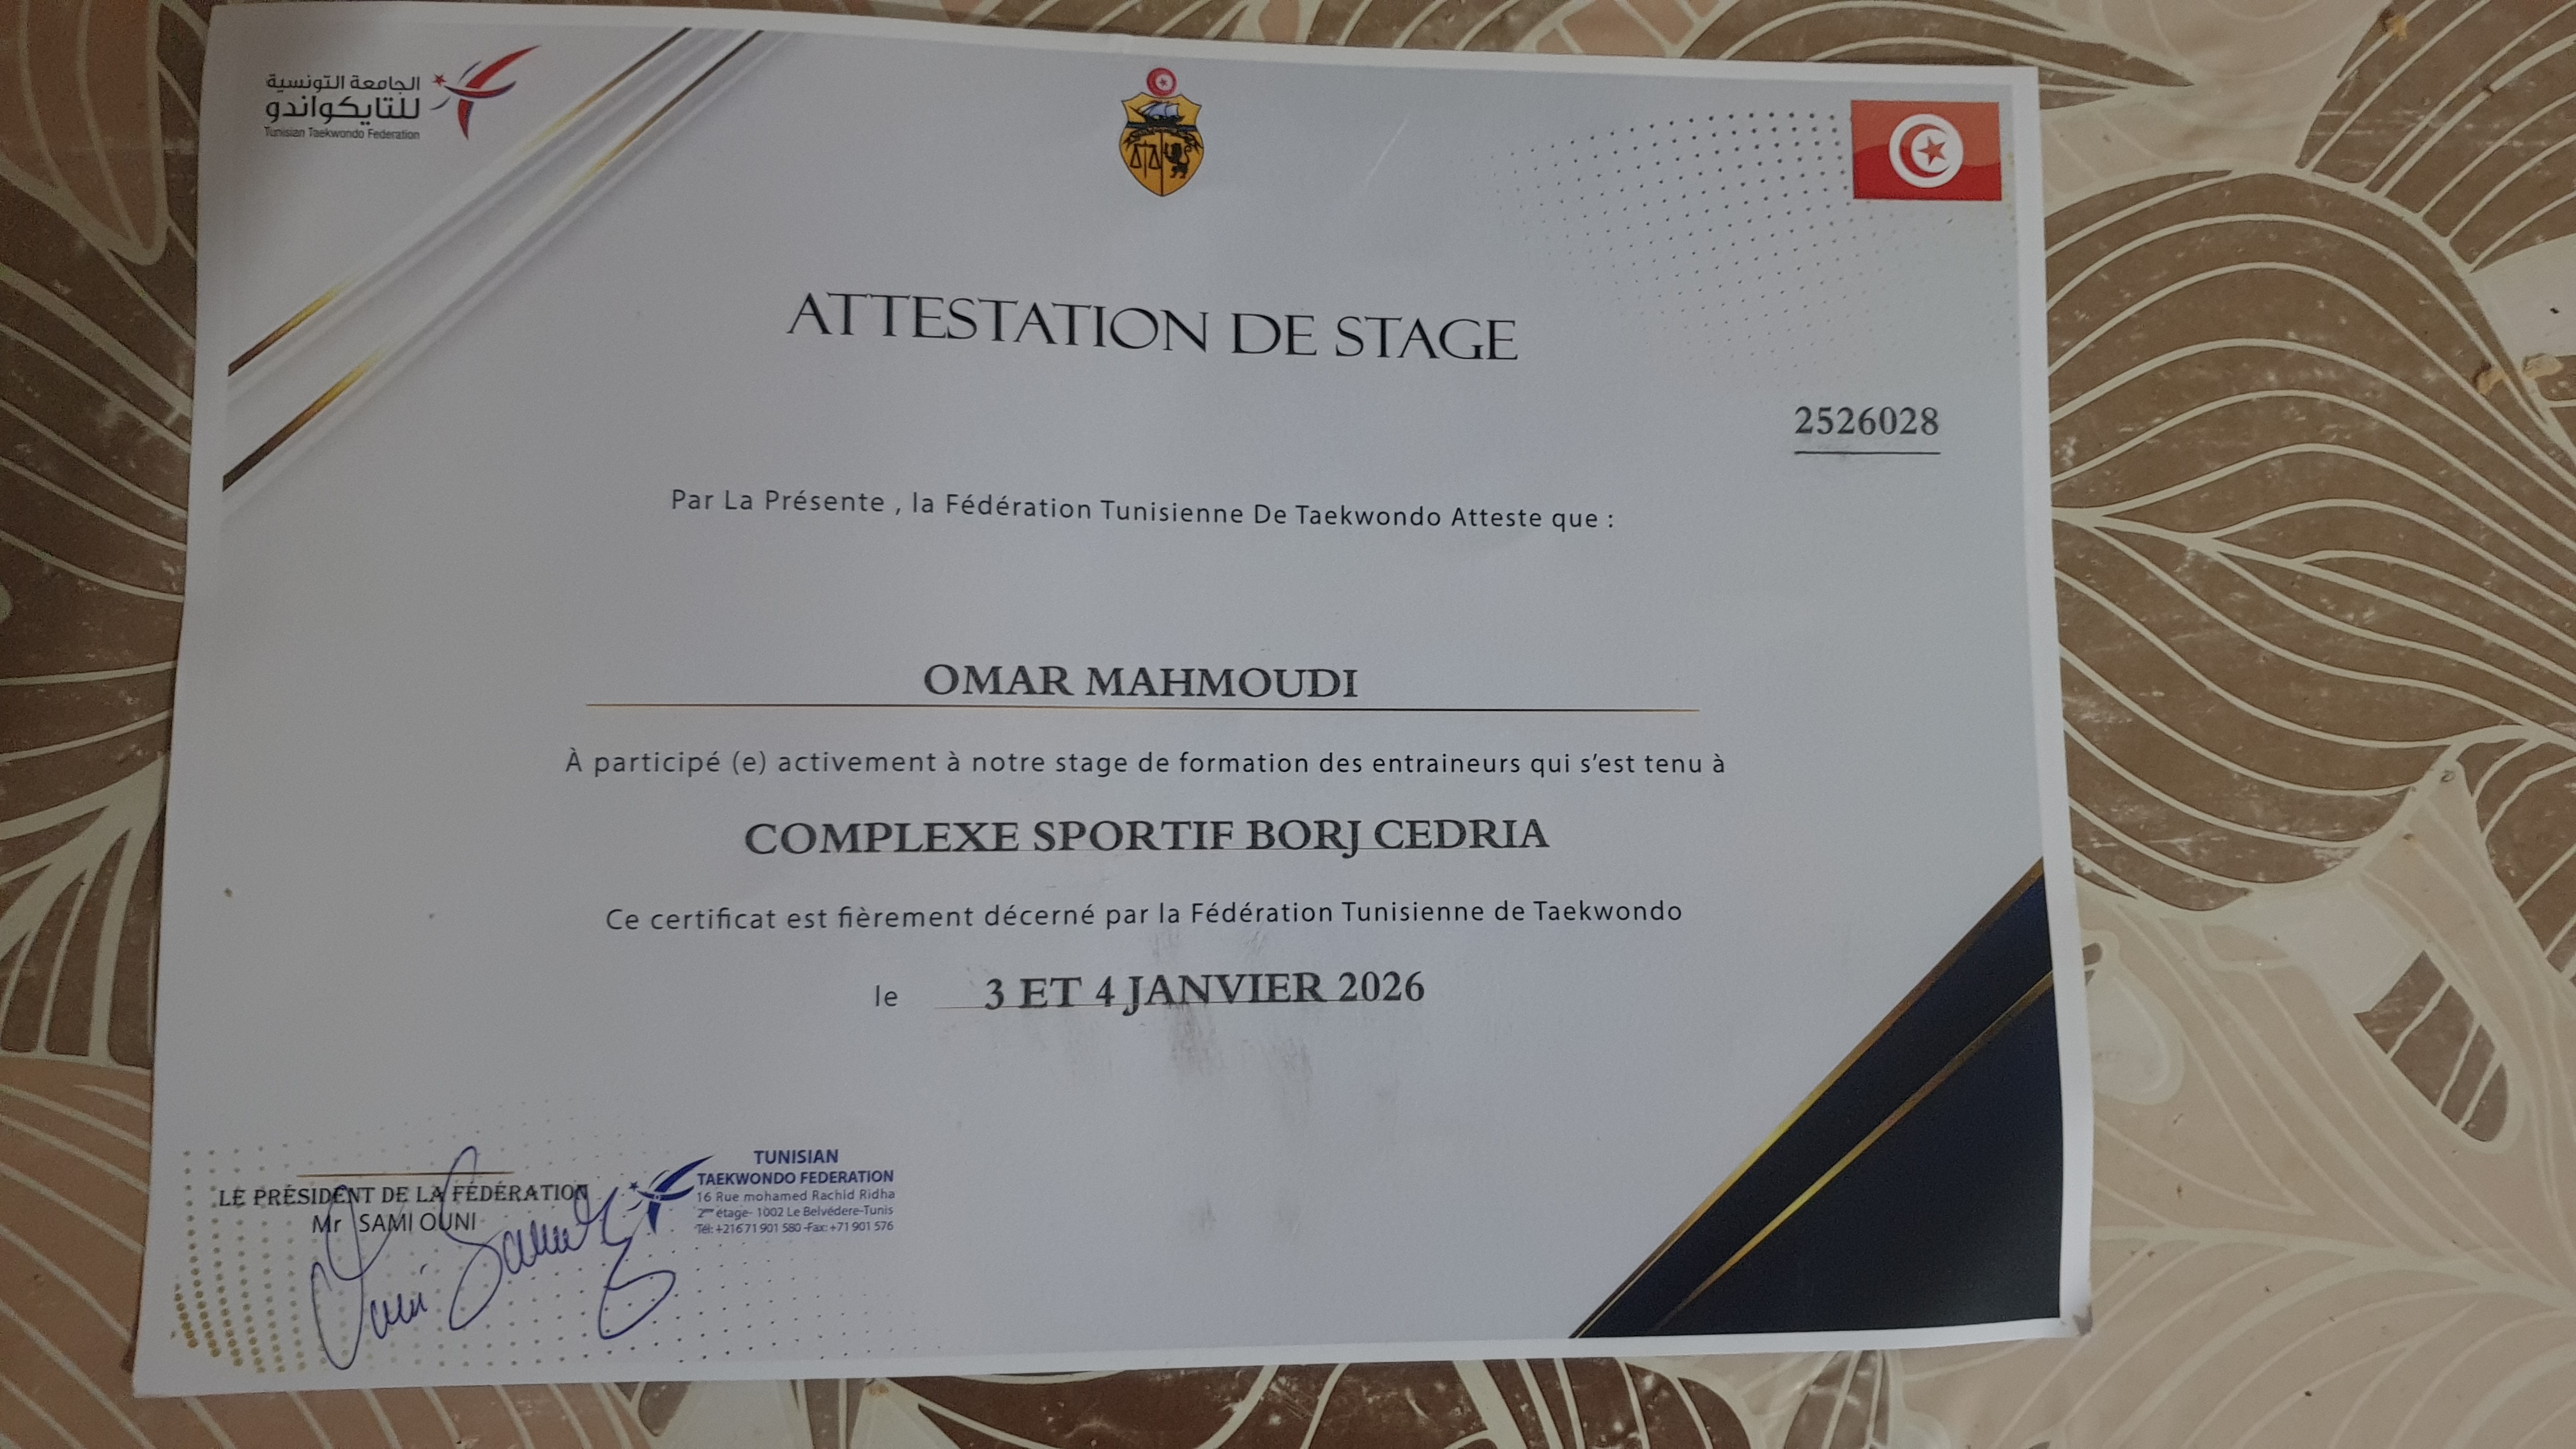 الجامعة التونسية
للتايكواندو
Tunisian Taekwondo Federation
ATTESTATION DE STAGE
2526028
Par La Présente , la Fédération Tunisienne De Taekwondo Atteste que :
OMAR MAHMOUDI
À participé (e) activement à notre stage de formation des entraineurs qui s'est tenu à
COMPLEXE SPORTIF BORJ CEDRIA
Ce certificat est fièrement décerné par la Fédération Tunisienne de Taekwondo
le 3 ET 4 JANVIER 2026
LE PRÉSIDENT DE LA FÉDÉRATION
Mr SAMI OUNI
TUNISIAN
TAEKWONDO FEDERATION
16 Rue mohamed Rachid Ridha
2ème étage- 1002 Le Belvédere-Tunis
Tél: +216 71 901 580 -Fax: +71 901 576
Ouni Sami